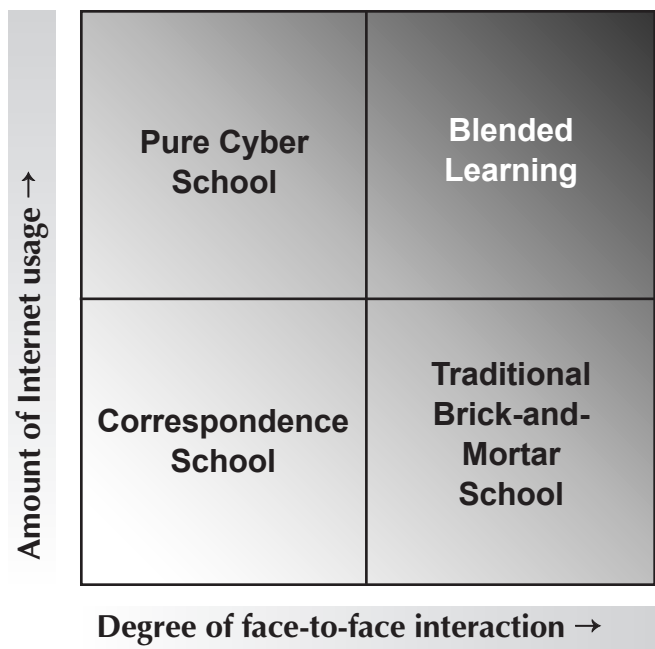 Amount of Internet usage →
Pure Cyber
School
Blended
Learning
Correspondence
School
Traditional
Brick-and-
Mortar
School
Degree of face-to-face interaction →